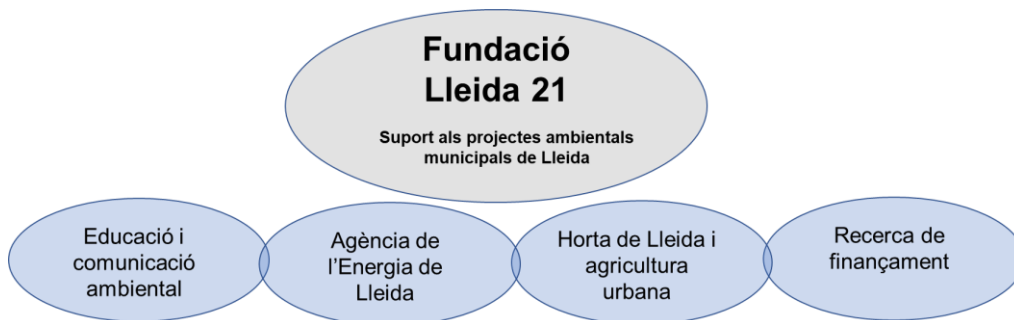 Fundació
Lleida 21
Suport als projectes ambientals
municipals de Lleida
Educació i
comunicació
ambiental
Agència de
l'Energia de
Lleida
Horta de Lleida i
agricultura
urbana
Recerca de
finançament